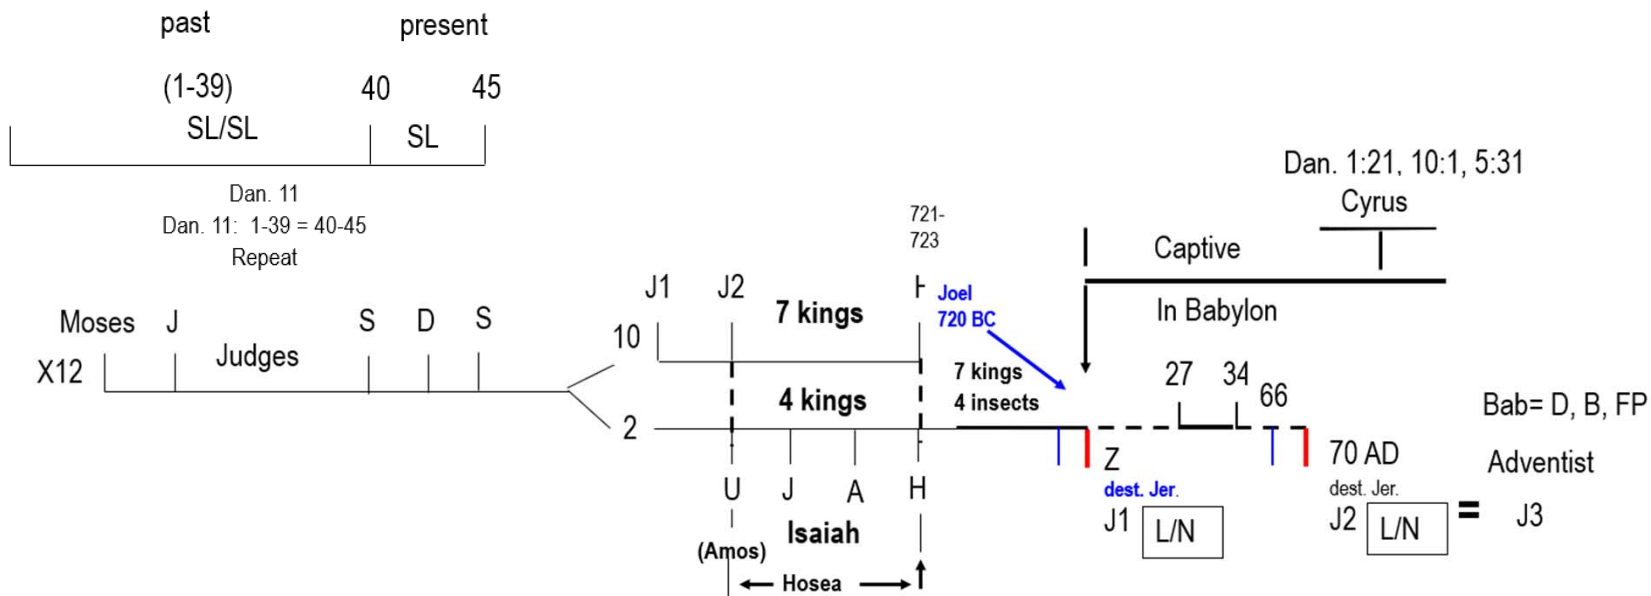 past present
(1-39) 40 45
SL/SL SL
Dan. 11
Dan. 11: 1-39 = 40-45
Repeat
Dan. 1:21, 10:1, 5:31
Cyrus
721-
723
Captive
In Babylon
J1 J2 7 kings
Joel
720 BC
Moses J S D S
Judges
X12
10
2
4 kings
7 kings
4 insects
27 34
66
Bab= D, B, FP
Adventist
U J A H
Z
dest. Jer.
J1 L/N
70 AD
dest. Jer.
J2 L/N = J3
Isaiah
(Amos)
Hosea